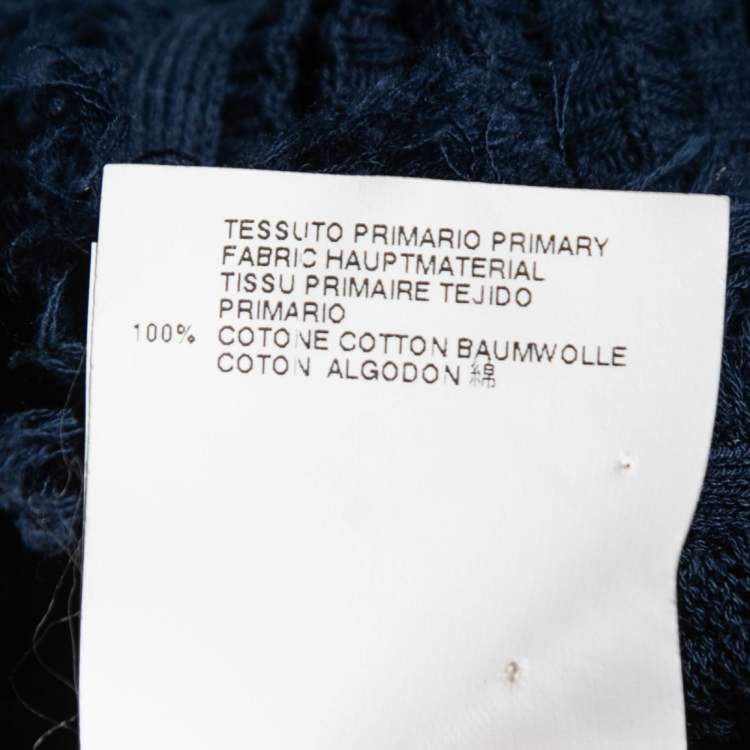 TESSUTO PRIMARIO PRIMARY
FABRIC HAUPTMATERIAL
TISSU PRIMAIRE TEJIDO
PRIMARIO
100% COTONE COTTON BAUMWOLLE
COTON ALGODON 綿